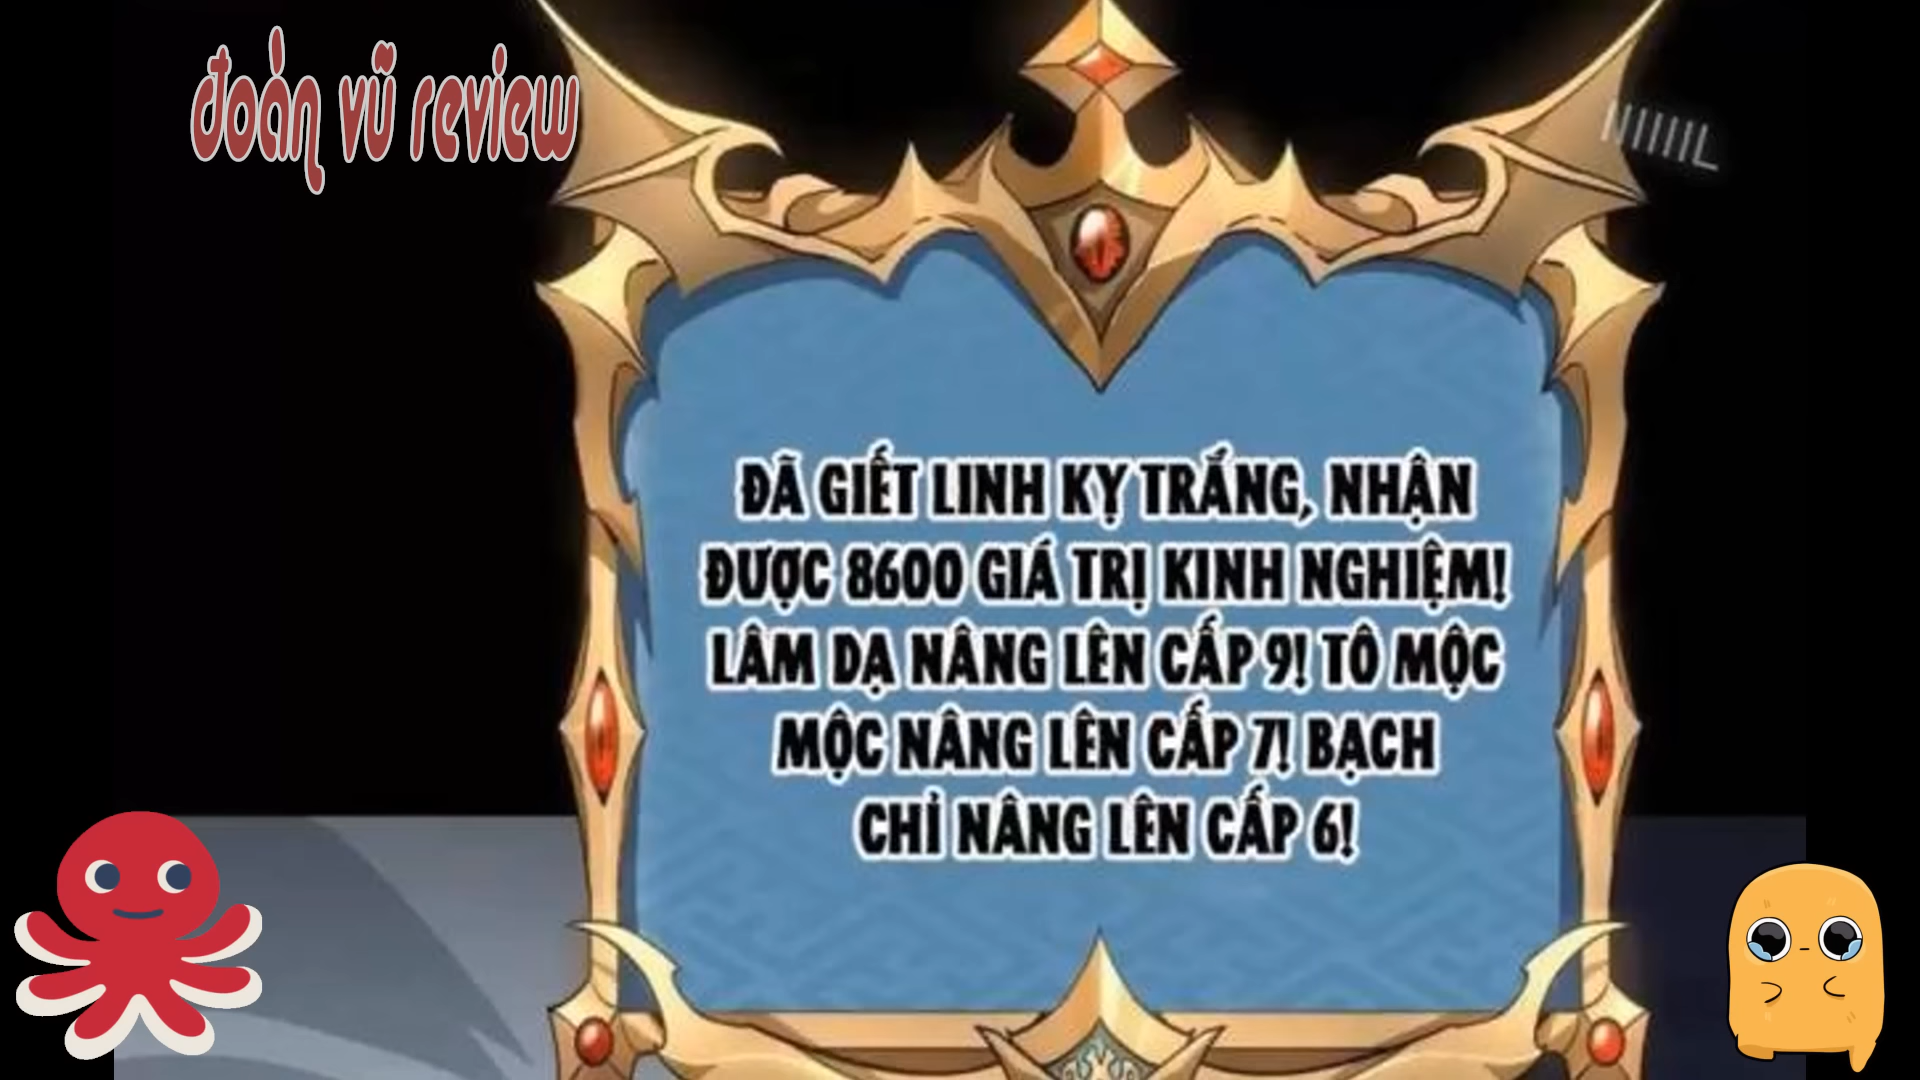 đoàn vũ review
ĐÃ GIẾT LINH KỴ TRẮNG, NHẬN
ĐƯỢC 8600 GIÁ TRỊ KINH NGHIỆM!
LÂM DẠ NÂNG LÊN CẤP 9! TÔ MỘC
MỘC NÂNG LÊN CẤP 7! BẠCH
CHỈ NÂNG LÊN CẤP 6!